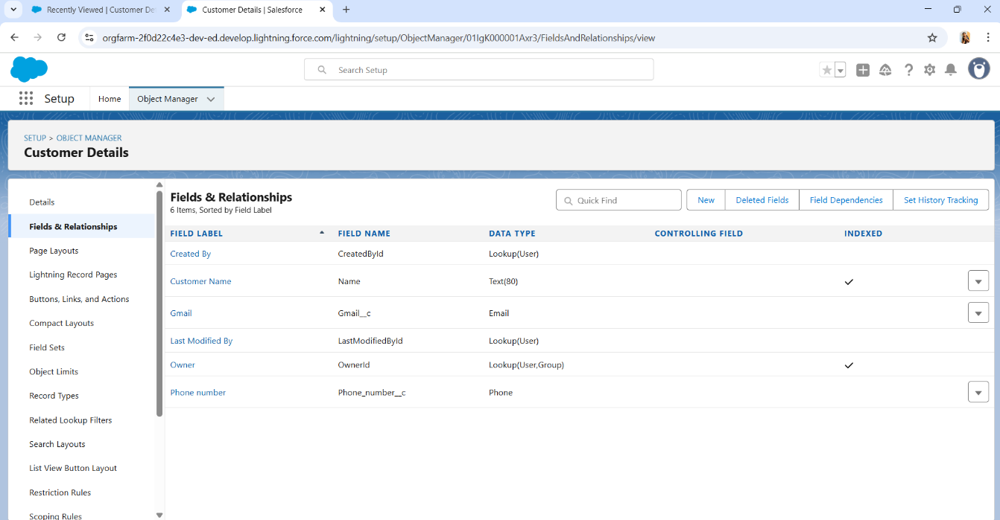 Recently Viewed | Customer De
Customer Details | Salesforce
orgfarm-2f0d22c4e3-dev-ed.develop.lightning.force.com/lightning/setup/ObjectManager/01IgK000001Axr3/FieldsAndRelationships/view
Search Setup
Setup
Home
Object Manager
SETUP > OBJECT MANAGER
Customer Details
Details
Fields & Relationships
Page Layouts
Lightning Record Pages
Buttons, Links, and Actions
Compact Layouts
Field Sets
Object Limits
Record Types
Related Lookup Filters
Search Layouts
List View Button Layout
Restriction Rules
Scoping Rules
Fields & Relationships
6 Items, Sorted by Field Label
Quick Find
New
Deleted Fields
Field Dependencies
Set History Tracking
FIELD LABEL FIELD NAME DATA TYPE CONTROLLING FIELD INDEXED
Created By CreatedById Lookup(User)
Customer Name Name Text(80)
Gmail Gmail__c Email
Last Modified By LastModifiedById Lookup(User)
Owner OwnerId Lookup(User,Group)
Phone number Phone_number__c Phone